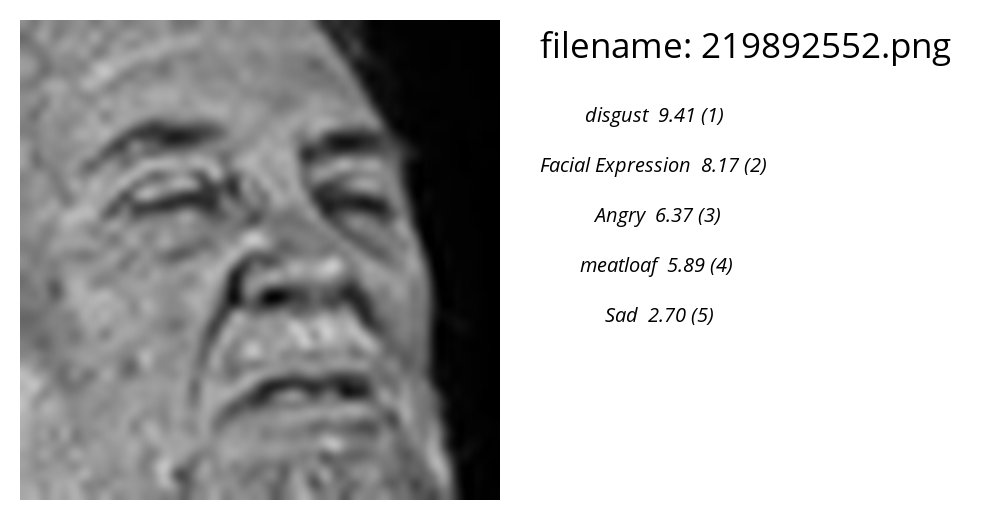 filename: 219892552.png
disgust 9.41 (1)
Facial Expression 8.17 (2)
Angry 6.37 (3)
meatloaf 5.89 (4)
Sad 2.70 (5)